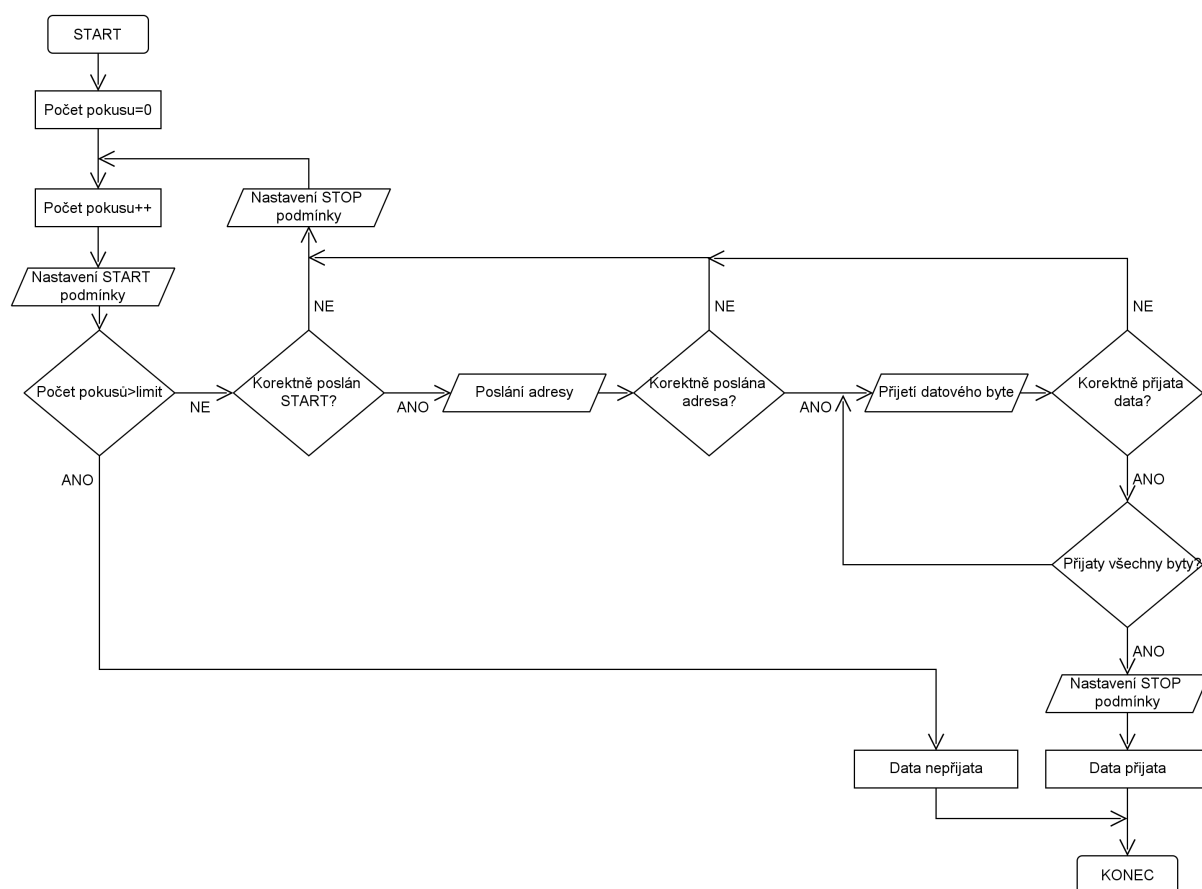 START
Počet pokusu=0
Počet pokusu++
Nastavení STOP
podmínky
Nastavení START
podmínky
NE
NE
NE
Počet pokusů>limit
NE
Korektně poslán
START?
ANO
Poslání adresy
Korektně poslána
adresa?
ANO
Přijetí datového byte
Korektně přijata
data?
ANO
ANO
Přijaty všechny byty?
ANO
Nastavení STOP
podmínky
Data nepřijata
Data přijata
KONEC